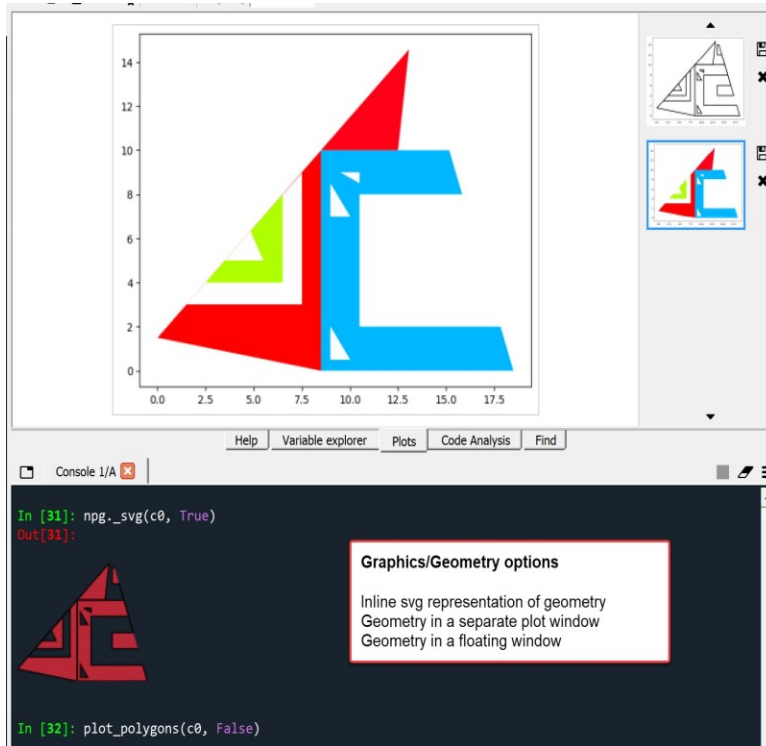 14
12
10
8
6
4
2
0
0.0 2.5 5.0 7.5 10.0 12.5 15.0 17.5
Help Variable explorer Plots Code Analysis Find
Console 1/A
In [31]: npg._svg(c0, True)
Out[31]:
Graphics/Geometry options
Inline svg representation of geometry
Geometry in a separate plot window
Geometry in a floating window
In [32]: plot_polygons(c0, False)